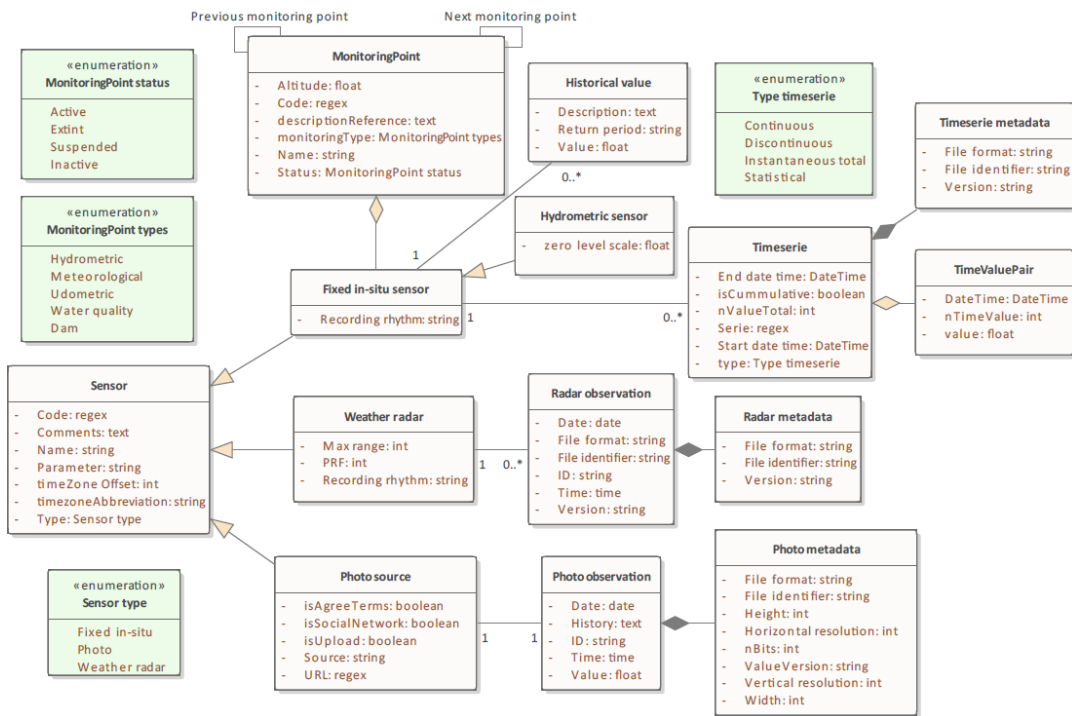 Previous monitoring point
Next monitoring point
«enumeration»
MonitoringPoint status
Active
Extint
Suspended
Inactive
MonitoringPoint
- Altitude: float
- Code: regex
- descriptionReference: text
- monitoringType: MonitoringPoint types
- Name: string
- Status: MonitoringPoint status
Historical value
- Description: text
- Return period: string
- Value: float
0..*
1
«enumeration»
Type timeserie
Continuous
Discontinuous
Instantaneous total
Statistical
Timeserie metadata
- File format: string
- File identifier: string
- Version: string
«enumeration»
MonitoringPoint types
Hydrometric
Meteorological
Udometric
Water quality
Dam
Hydrometric sensor
- zero level scale: float
Fixed in-situ sensor
- Recording rhythm: string
1
0..*
Timeserie
- End date time: DateTime
- isCummulative: boolean
- nValueTotal: int
- Serie: regex
- Start date time: DateTime
- type: Type timeserie
TimeValuePair
- DateTime: DateTime
- nTimeValue: int
- value: float
Sensor
- Code: regex
- Comments: text
- Name: string
- Parameter: string
- timeZone Offset: int
- timezoneAbbreviation: string
- Type: Sensor type
Weather radar
- Max range: int
- PRF: int
- Recording rhythm: string
1
0..*
Radar observation
- Date: date
- File format: string
- File identifier: string
- ID: string
- Time: time
- Version: string
Radar metadata
- File format: string
- File identifier: string
- Version: string
«enumeration»
Sensor type
Fixed in-situ
Photo
Weather radar
Photo source
- isAgreeTerms: boolean
- isSocialNetwork: boolean
- isUpload: boolean
- Source: string
- URL: regex
1
1
Photo observation
- Date: date
- History: text
- ID: string
- Time: time
- Value: float
Photo metadata
- File format: string
- File identifier: string
- Height: int
- Horizontal resolution: int
- nBits: int
- ValueVersion: string
- Vertical resolution: int
- Width: int